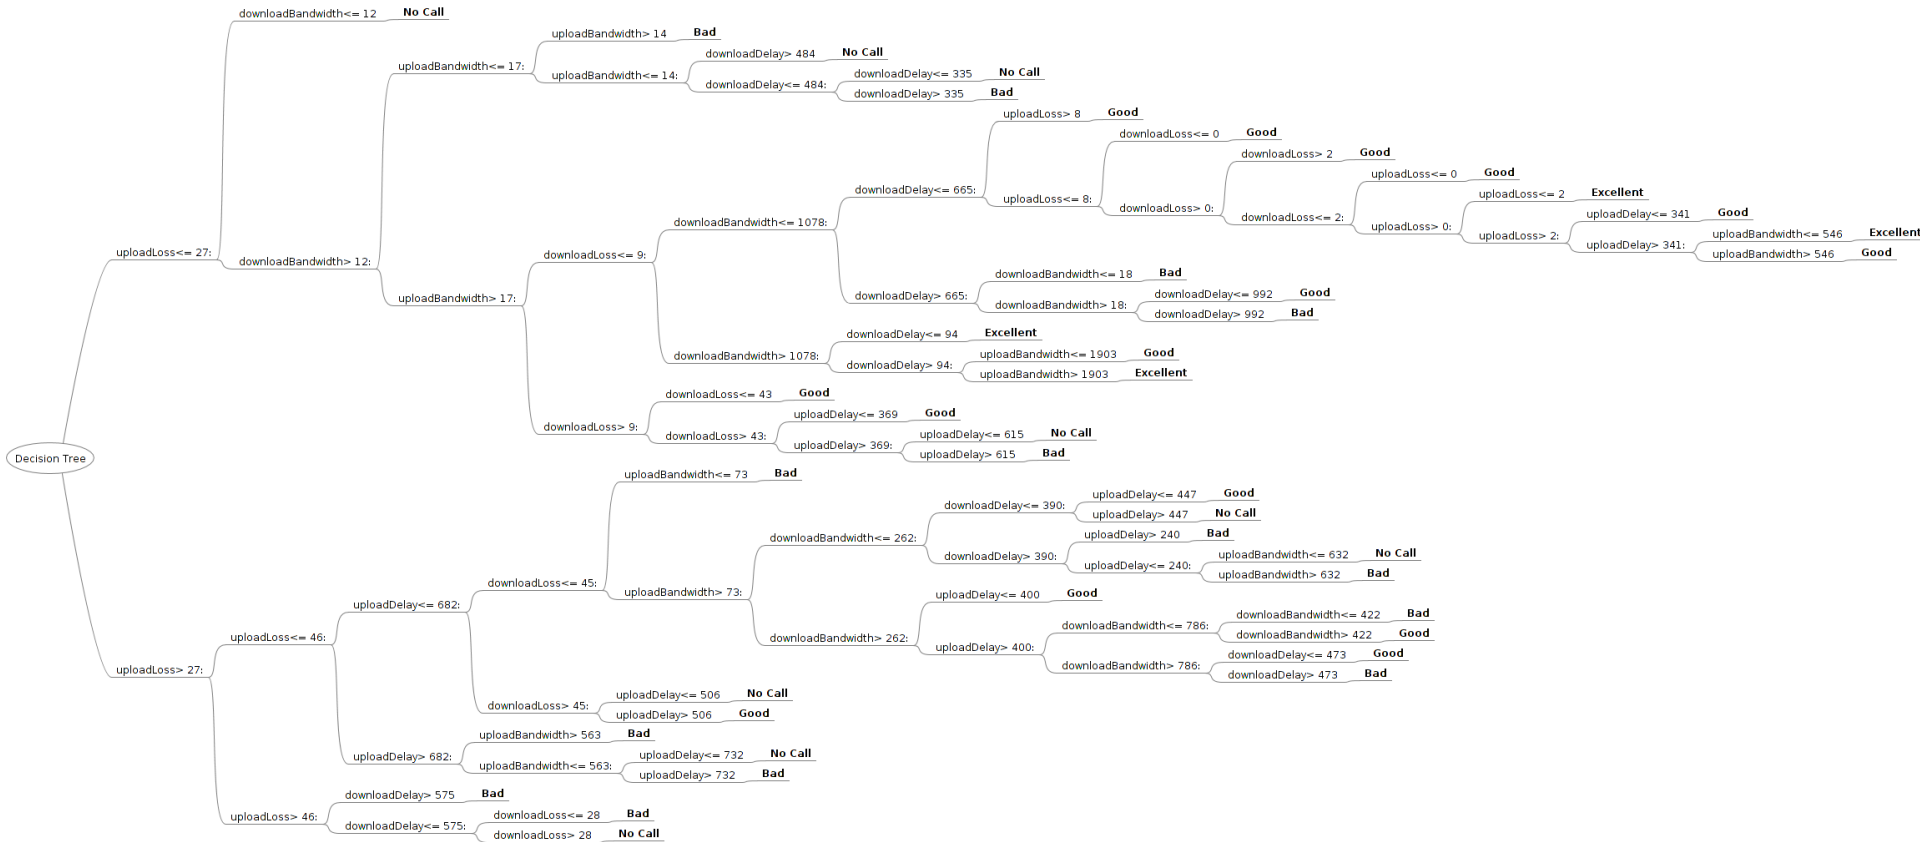 downloadBandwidth<= 12 No Call
uploadBandwidth> 14 Bad
downloadDelay> 484 No Call
uploadBandwidth<= 17:
uploadBandwidth<= 14:
downloadDelay<= 335 No Call
downloadDelay<= 484:
downloadDelay> 335 Bad
uploadLoss> 8 Good
downloadLoss<= 0 Good
downloadLoss> 2 Good
uploadLoss<= 0 Good
downloadDelay<= 665:
uploadLoss<= 2 Excellent
uploadLoss<= 8:
downloadLoss> 0:
uploadDelay<= 341 Good
downloadLoss<= 2:
downloadBandwidth<= 1078:
uploadLoss> 0:
uploadBandwidth<= 546 Excellent
uploadLoss> 2:
uploadDelay> 341:
uploadLoss<= 27:
downloadLoss<= 9:
uploadBandwidth> 546 Good
downloadBandwidth> 12:
downloadBandwidth<= 18 Bad
downloadDelay> 665:
downloadDelay<= 992 Good
uploadBandwidth> 17:
downloadBandwidth> 18:
downloadDelay> 992 Bad
downloadDelay<= 94 Excellent
downloadBandwidth> 1078:
uploadBandwidth<= 1903 Good
downloadDelay> 94:
uploadBandwidth> 1903 Excellent
downloadLoss<= 43 Good
uploadDelay<= 369 Good
downloadLoss> 9:
downloadLoss> 43:
uploadDelay<= 615 No Call
uploadDelay> 369:
uploadDelay> 615 Bad
Decision Tree
uploadBandwidth<= 73 Bad
uploadDelay<= 447 Good
downloadDelay<= 390:
uploadDelay> 447 No Call
downloadBandwidth<= 262:
uploadDelay> 240 Bad
downloadDelay> 390:
uploadBandwidth<= 632 No Call
uploadDelay<= 240:
uploadBandwidth> 632 Bad
downloadLoss<= 45:
uploadBandwidth> 73:
uploadDelay<= 400 Good
uploadDelay<= 682:
downloadBandwidth<= 422 Bad
downloadBandwidth<= 786:
downloadBandwidth> 422 Good
uploadLoss<= 46:
downloadBandwidth> 262:
uploadDelay> 400:
downloadDelay<= 473 Good
downloadBandwidth> 786:
downloadDelay> 473 Bad
uploadLoss> 27:
uploadDelay<= 506 No Call
downloadLoss> 45:
uploadDelay> 506 Good
uploadBandwidth> 563 Bad
uploadDelay> 682:
uploadDelay<= 732 No Call
uploadBandwidth<= 563:
uploadDelay> 732 Bad
downloadDelay> 575 Bad
uploadLoss> 46:
downloadLoss<= 28 Bad
downloadDelay<= 575:
downloadLoss> 28 No Call